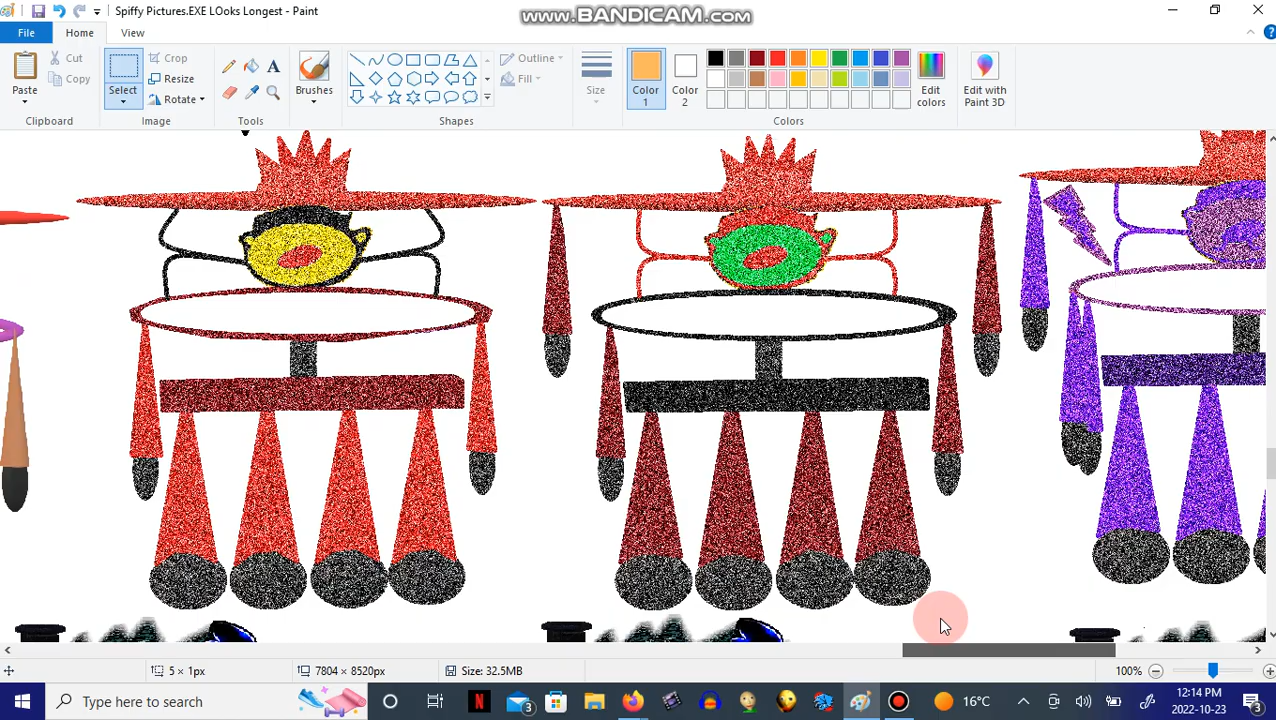 Spiffy Pictures.EXE LOoks Longest - Paint
www.BANDICAM.com
File
Home
View
Paste
Cut
Copy
Clipboard
Select
Crop
Resize
Rotate
Image
Tools
Brushes
Shapes
Outline
Fill
Size
Color 1
Color 2
Edit colors
Edit with Paint 3D
Colors
5 × 1px
7804 × 8520px
Size: 32.5MB
100%
Type here to search
3
16°C
12:14 PM
2022-10-23
3